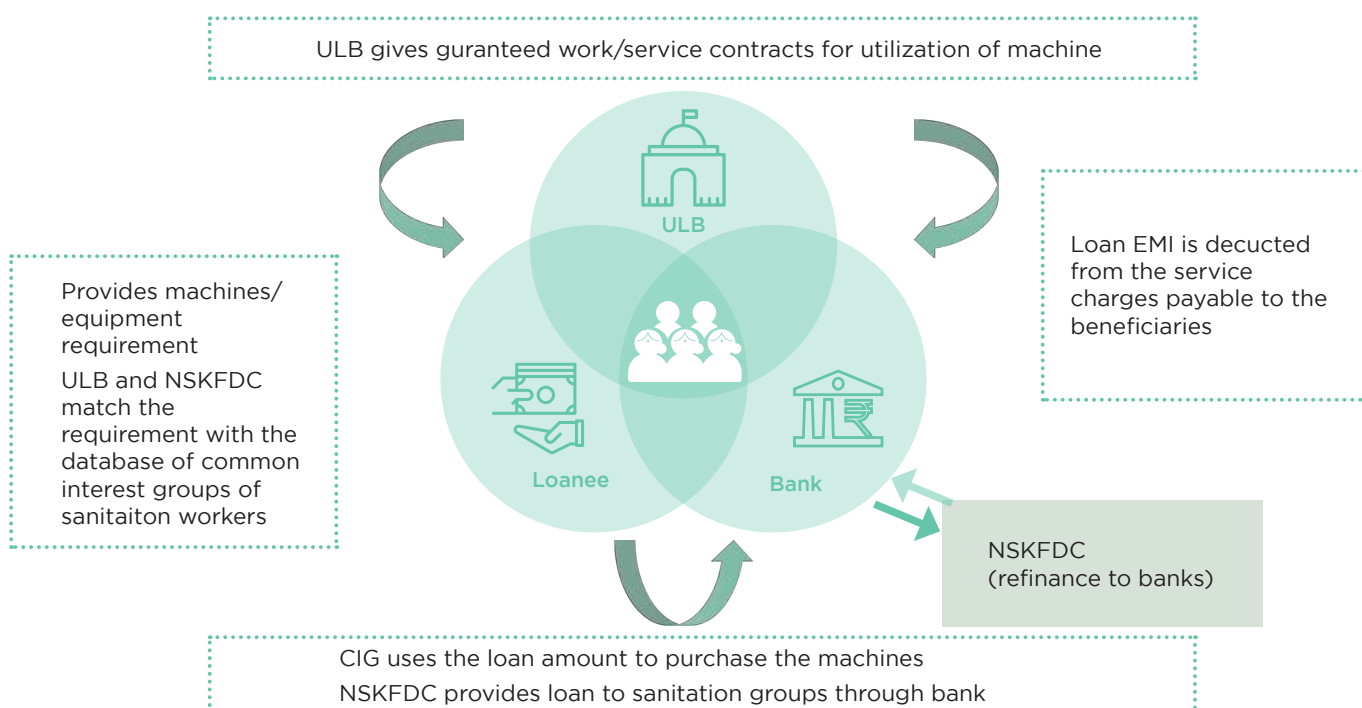 ULB gives guranteed work/service contracts for utilization of machine
ULB
Provides machines/
equipment
requirement
ULB and NSKFDC
match the
requirement with the
database of common
interest groups of
sanitaiton workers
Loan EMI is decucted
from the service
charges payable to the
beneficiaries
Loanee
Bank
NSKFDC
(refinance to banks)
CIG uses the loan amount to purchase the machines
NSKFDC provides loan to sanitation groups through bank